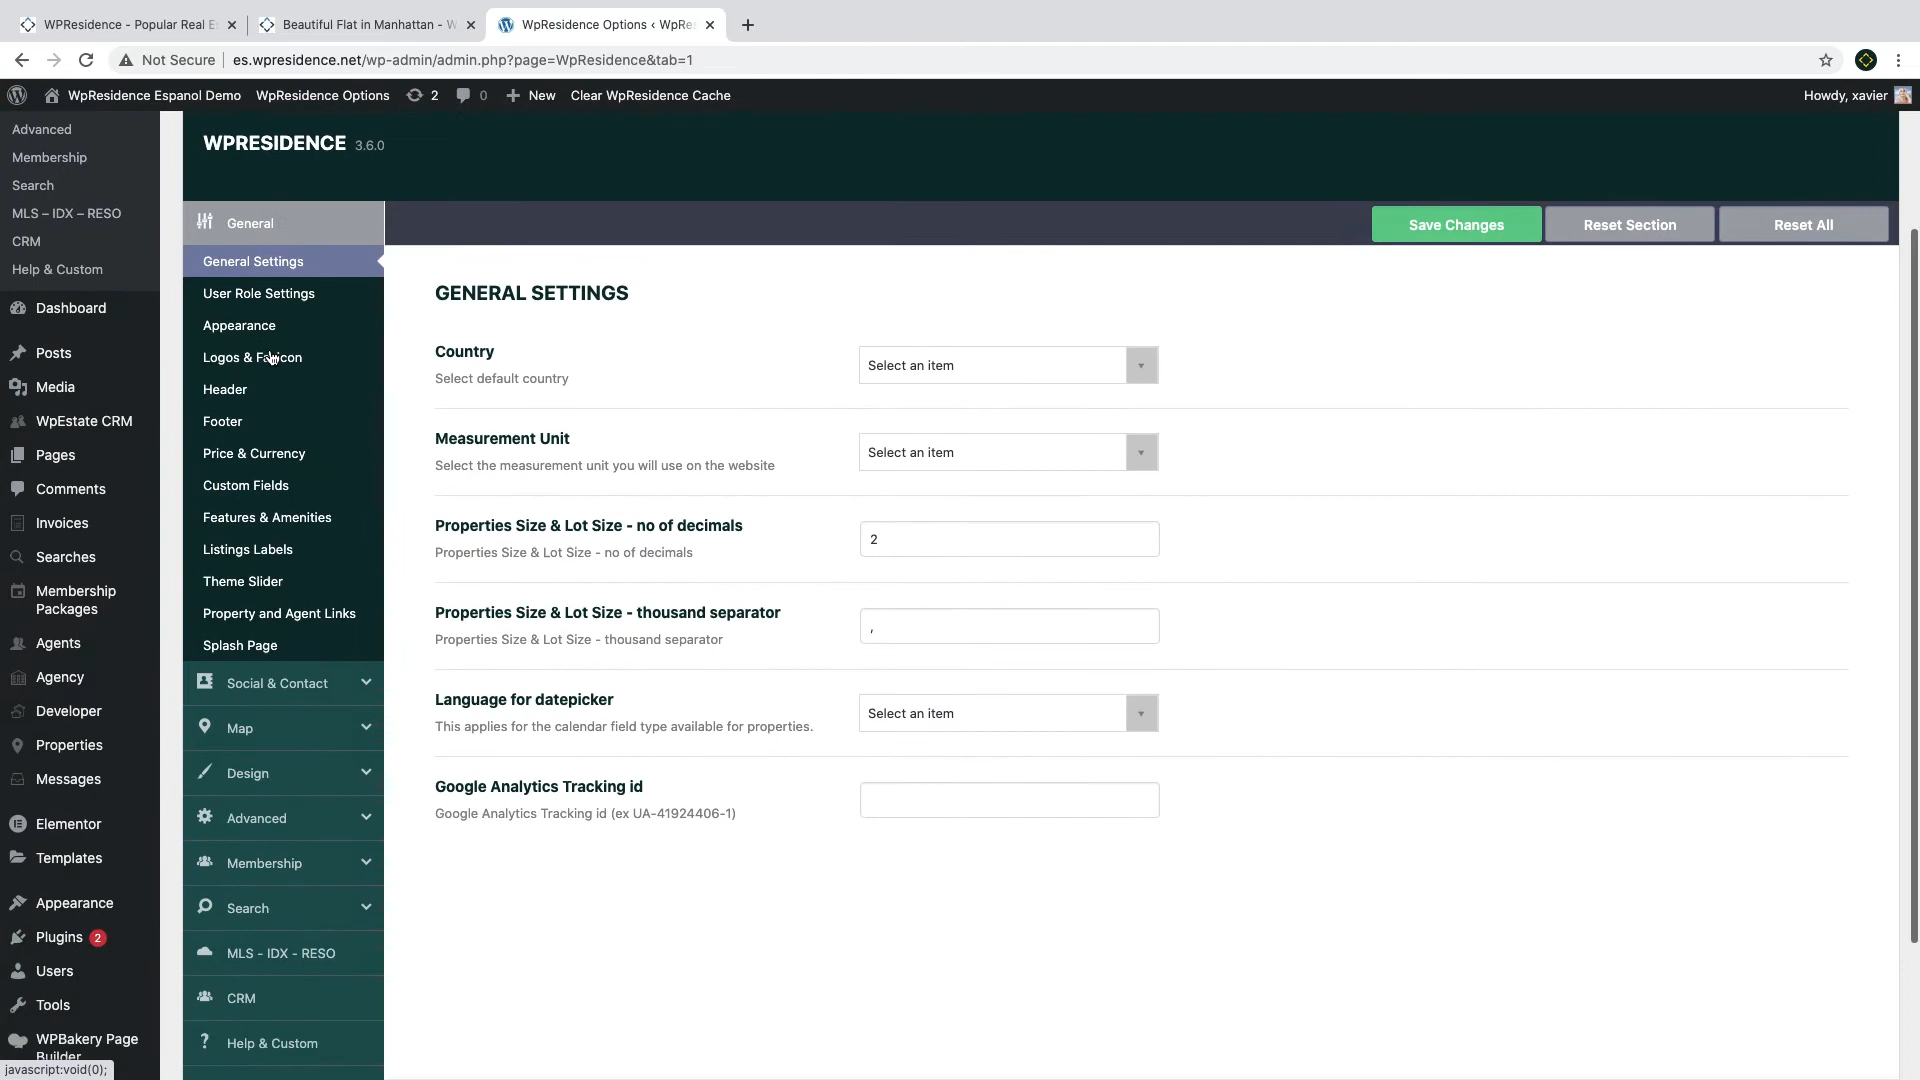 WPResidence - Popular Real E
Beautiful Flat in Manhattan - W
WpResidence Options ‹ WpRe
Not Secure
es.wpresidence.net/wp-admin/admin.php?page=WpResidence&tab=1
WpResidence Espanol Demo
WpResidence Options
2
0
New
Clear WpResidence Cache
Howdy, xavier
Advanced
Membership
Search
MLS – IDX – RESO
CRM
Help & Custom
Dashboard
Posts
Media
WpEstate CRM
Pages
Comments
Invoices
Searches
Membership
Packages
Agents
Agency
Developer
Properties
Messages
Elementor
Templates
Appearance
Plugins 2
Users
Tools
WPBakery Page
Builder
javascript:void(0);
WPRESIDENCE 3.6.0
General
General Settings
User Role Settings
Appearance
Logos & Favicon
Header
Footer
Price & Currency
Custom Fields
Features & Amenities
Listings Labels
Theme Slider
Property and Agent Links
Splash Page
Social & Contact
Map
Design
Advanced
Membership
Search
MLS - IDX - RESO
CRM
Help & Custom
Save Changes
Reset Section
Reset All
GENERAL SETTINGS
Country
Select default country
Select an item
Measurement Unit
Select the measurement unit you will use on the website
Select an item
Properties Size & Lot Size - no of decimals
Properties Size & Lot Size - no of decimals
2
Properties Size & Lot Size - thousand separator
Properties Size & Lot Size - thousand separator
,
Language for datepicker
This applies for the calendar field type available for properties.
Select an item
Google Analytics Tracking id
Google Analytics Tracking id (ex UA-41924406-1)